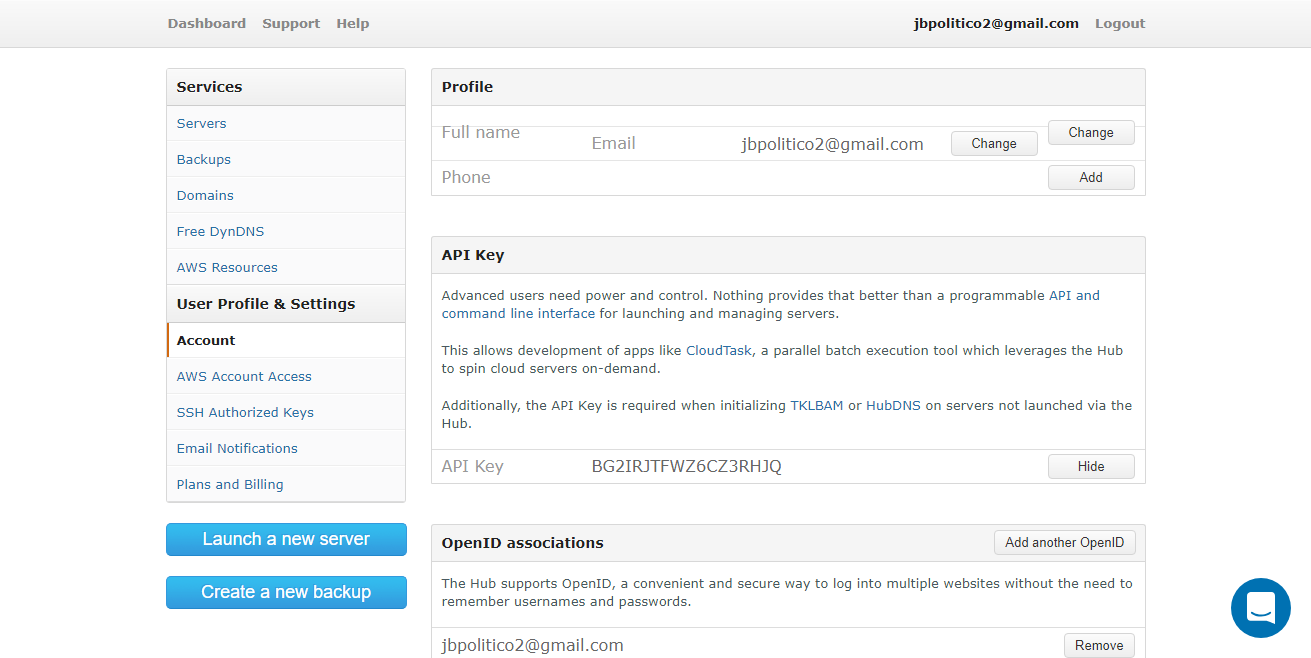 Dashboard Support Help
jbpolitico2@gmail.com Logout
Services
Servers
Backups
Domains
Free DynDNS
AWS Resources
User Profile & Settings
Account
AWS Account Access
SSH Authorized Keys
Email Notifications
Plans and Billing
Launch a new server
Create a new backup
Profile
Full name Change
Email jbpolitico2@gmail.com Change
Phone Add
API Key
Advanced users need power and control. Nothing provides that better than a programmable API and
command line interface for launching and managing servers.
This allows development of apps like CloudTask, a parallel batch execution tool which leverages the Hub
to spin cloud servers on-demand.
Additionally, the API Key is required when initializing TKLBAM or HubDNS on servers not launched via the
Hub.
API Key BG2IRJTFWZ6CZ3RHJQ Hide
OpenID associations Add another OpenID
The Hub supports OpenID, a convenient and secure way to log into multiple websites without the need to
remember usernames and passwords.
jbpolitico2@gmail.com Remove